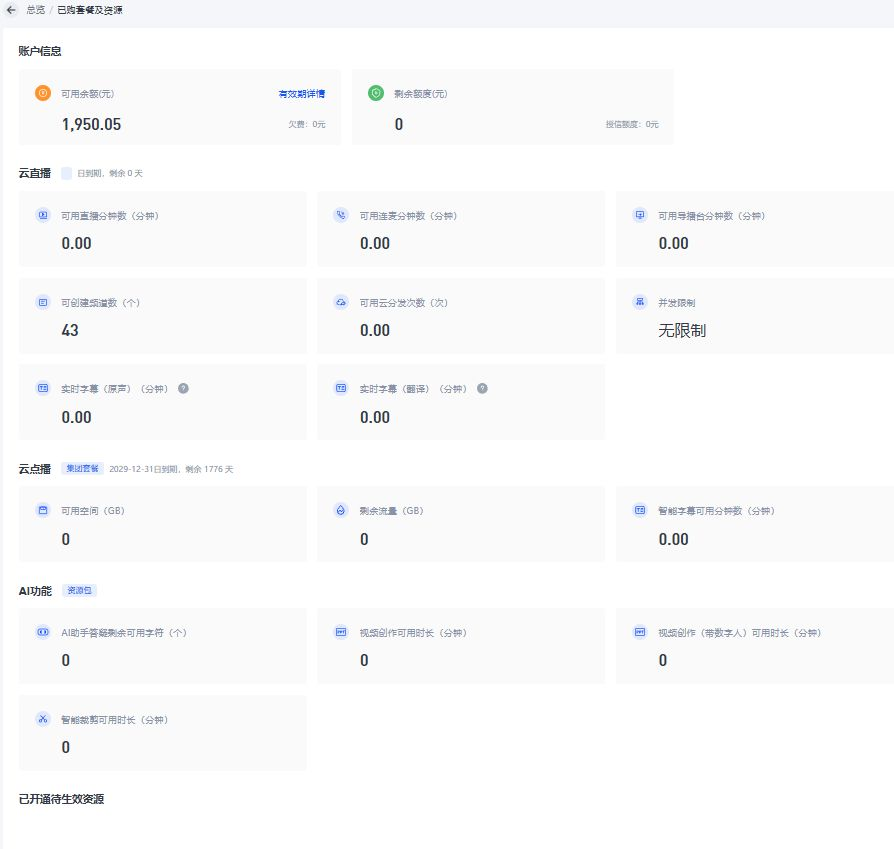 总览 / 已购套餐及资源
账户信息
可用余额(元) 有效期详情
1,950.05 欠费：0元
剩余额度(元)
0 授信额度：0元
云直播 日到期，剩余 0 天
可用直播分钟数（分钟）
0.00
可用连麦分钟数（分钟）
0.00
可用导播台分钟数（分钟）
0.00
可创建频道数（个）
43
可用云分发次数（次）
0.00
并发限制
无限制
实时字幕（原声）（分钟） ?
0.00
实时字幕（翻译）（分钟） ?
0.00
云点播 集团套餐 2029-12-31日到期，剩余 1776 天
可用空间（GB）
0
剩余流量（GB）
0
智能字幕可用分钟数（分钟）
0.00
AI功能 资源包
AI助手答疑剩余可用字符（个）
0
视频创作可用时长（分钟）
0
视频创作（带数字人）可用时长（分钟）
0
智能裁剪可用时长（分钟）
0
已开通待生效资源